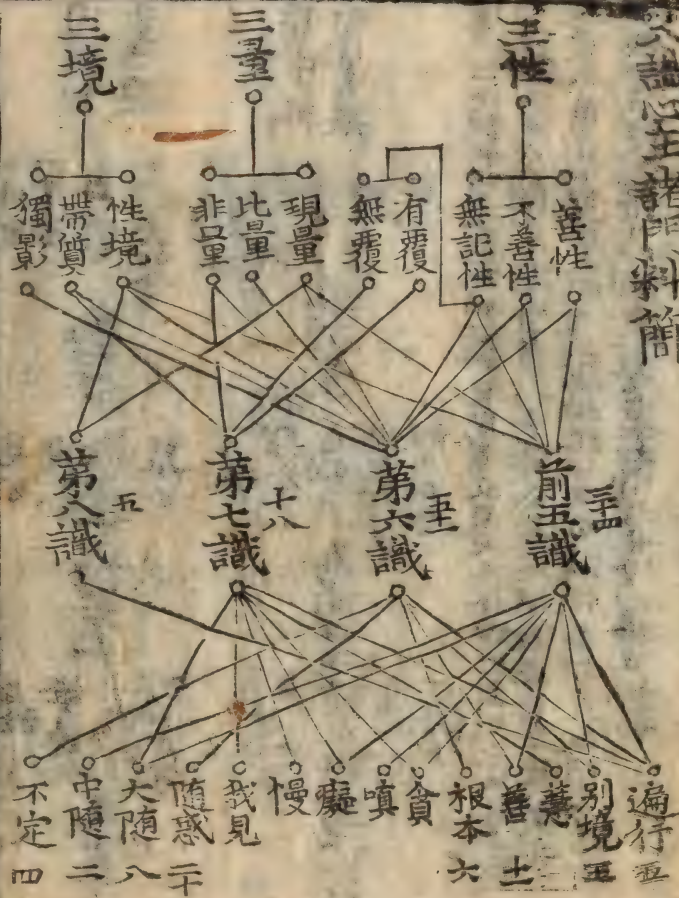 八識心王諸門料簡
三性
三量
三境
善性
不善性
無記性
有覆
無覆
現量
比量
非量
性境
帶質
獨影
前五識 三十四
第六識 五十一
第七識 十八
第八識 五
遍行 五
別境 五
慧
善 十一
根本 六
貪
嗔
癡
慢
我見
随惑 二十
大随 八
中随 二
不定 四